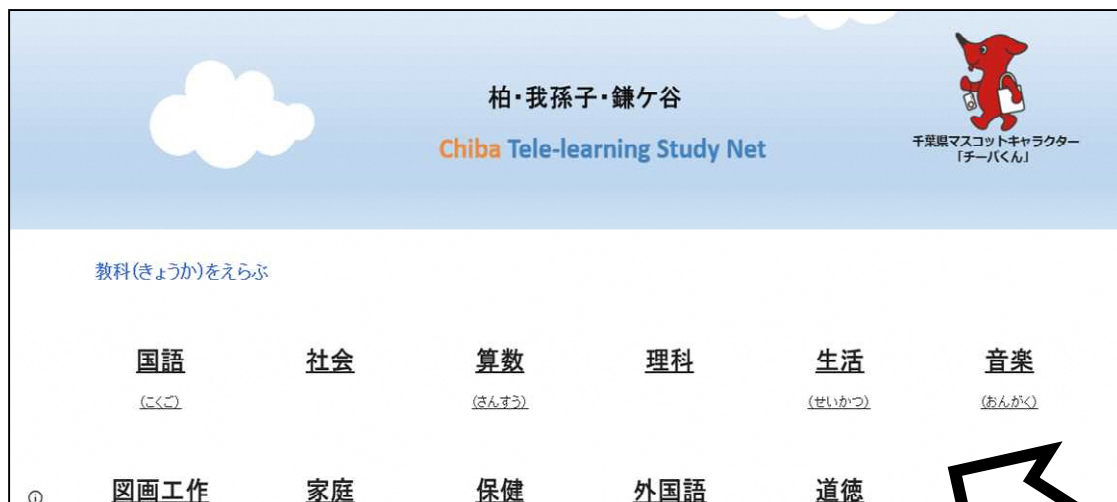 柏・我孫子・鎌ケ谷
Chiba Tele-learning Study Net
千葉県マスコットキャラクター
「チーバくん」
教科(きょうか)をえらぶ
国語 社会 算数 理科 生活 音楽
(こくご) (さんすう) (せいかつ) (おんがく)
図画工作 家庭 保健 外国語 道徳